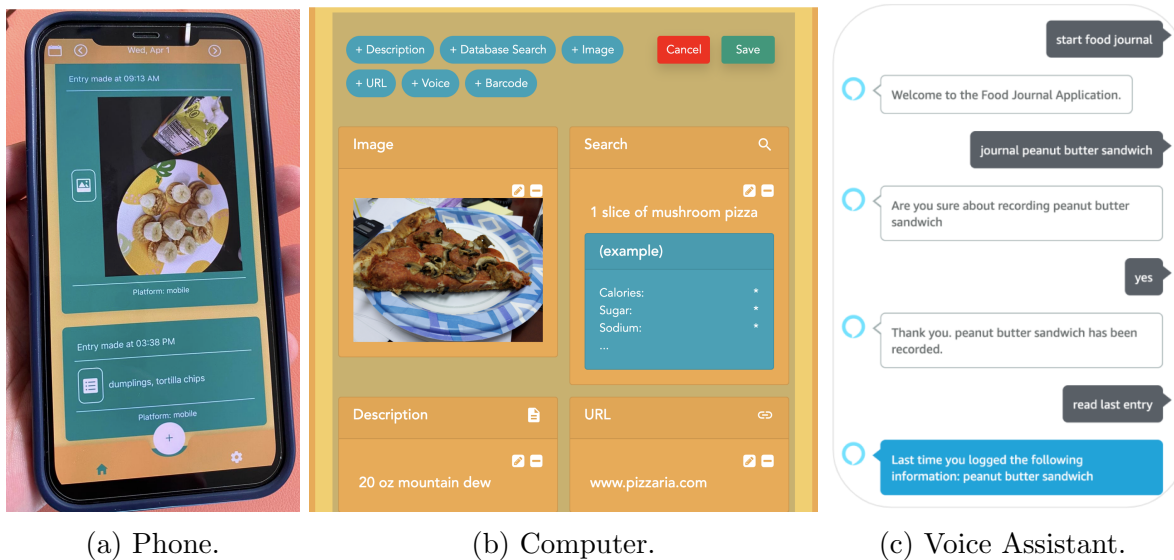 Wed, Apr 1
Entry made at 09:13 AM
Platform: mobile
Entry made at 03:38 PM
dumplings, tortilla chips
Platform: mobile
+
+ Description
+ Database Search
+ Image
Cancel
Save
+ URL
+ Voice
+ Barcode
Image
Search
1 slice of mushroom pizza
(example)
Calories: *
Sugar: *
Sodium: *
...
Description
URL
20 oz mountain dew
www.pizzaria.com
start food journal
Welcome to the Food Journal Application.
journal peanut butter sandwich
Are you sure about recording peanut butter
sandwich
yes
Thank you. peanut butter sandwich has been
recorded.
read last entry
Last time you logged the following
information: peanut butter sandwich
(a) Phone.
(b) Computer.
(c) Voice Assistant.